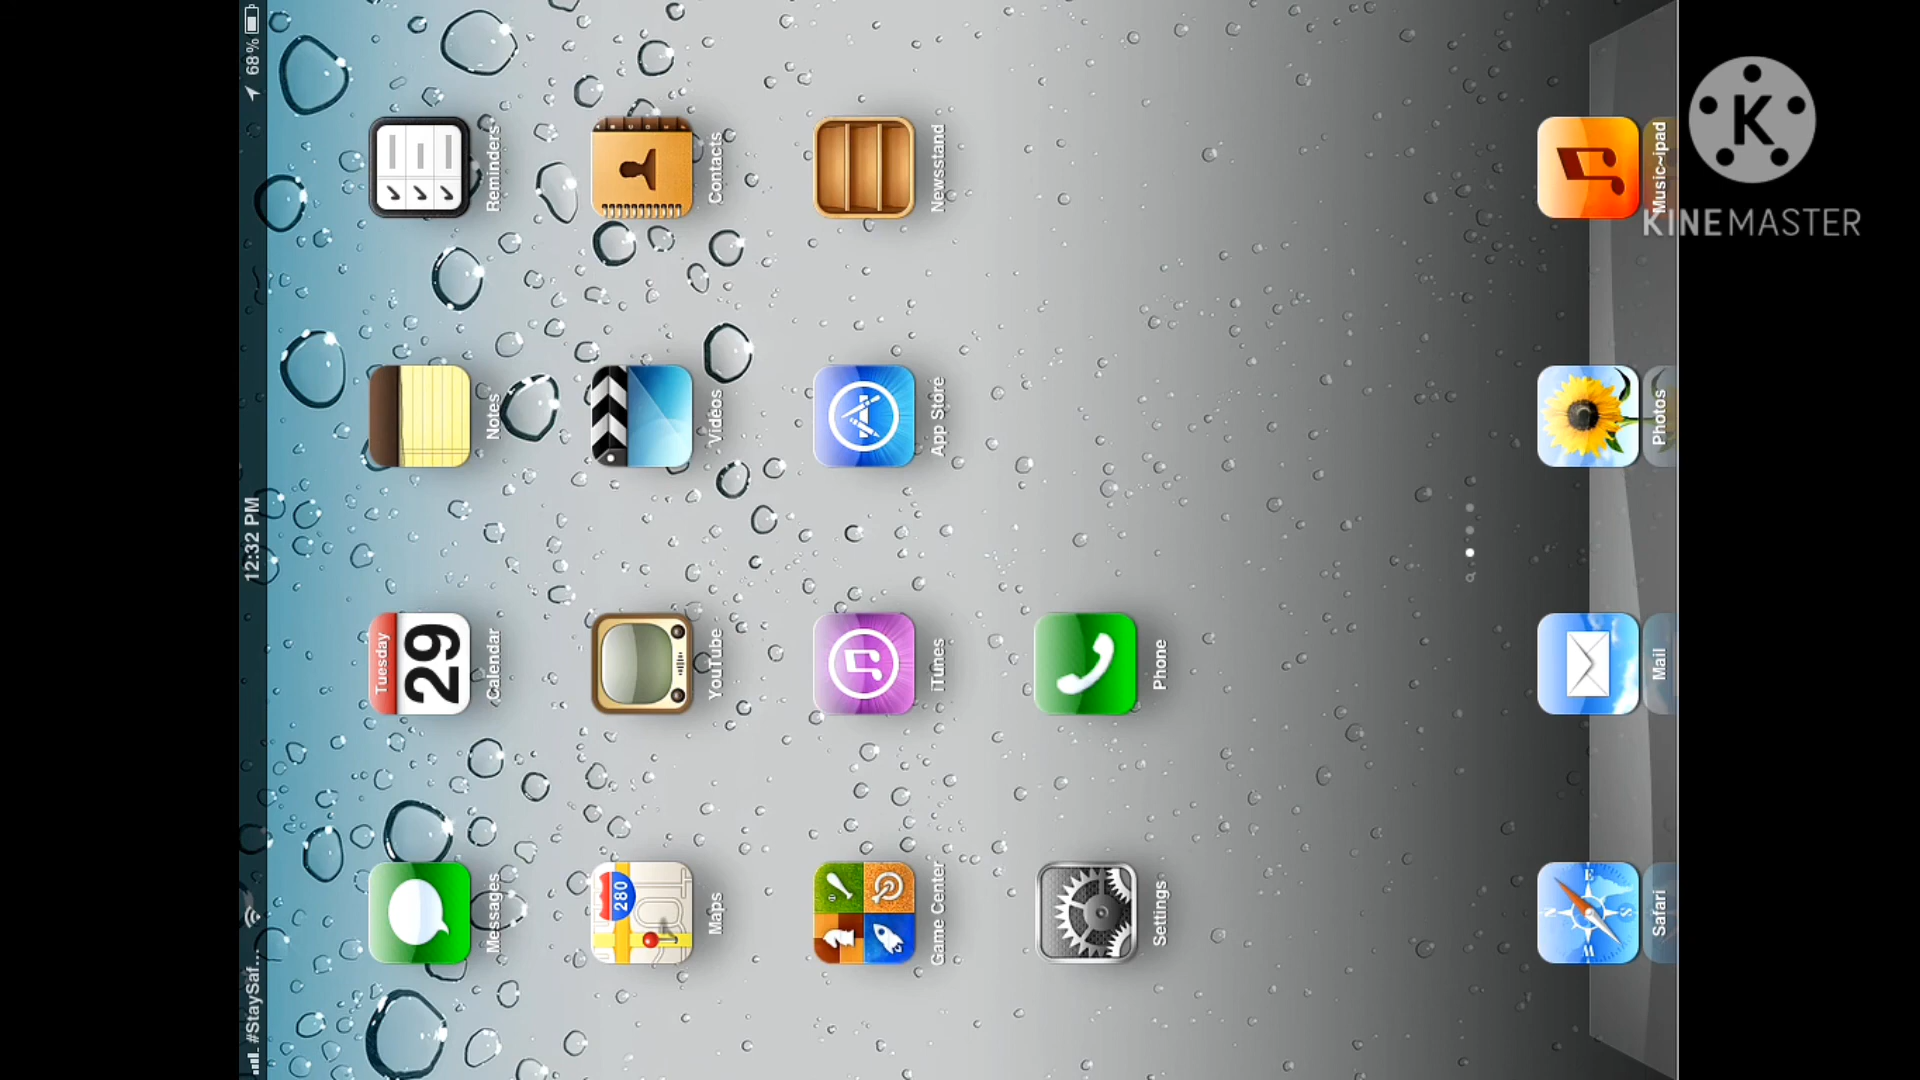 #StaySaf...
12:32 PM
68%
Messages
Tuesday
29
Calendar
Notes
Reminders
280
Maps
YouTube
Videos
Contacts
Game Center
iTunes
App Store
Newsstand
Settings
Phone
N
E
S
W
Safari
Mail
Photos
Music~ipad
K
KINEMASTER